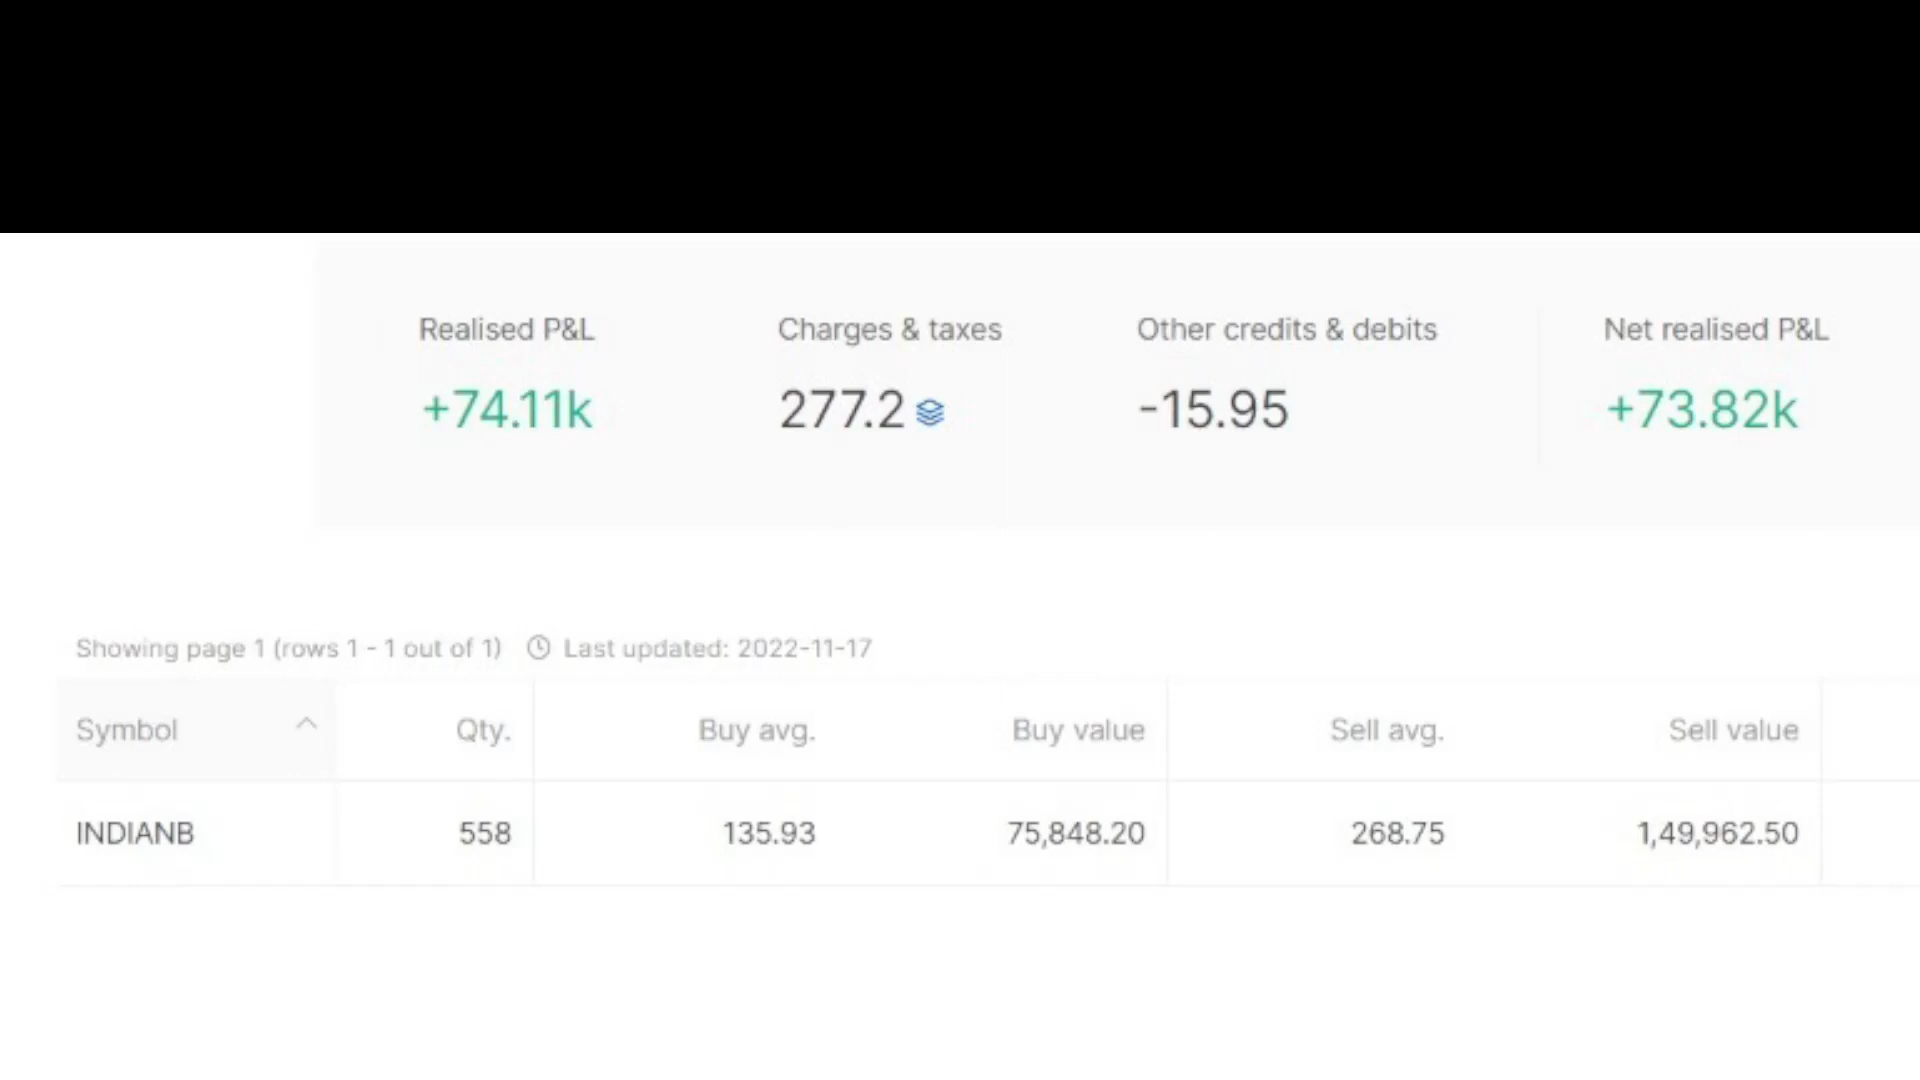 Realised P&L Charges & taxes Other credits & debits Net realised P&L
+74.11k 277.2 -15.95 +73.82k
Showing page 1 (rows 1 - 1 out of 1) Last updated: 2022-11-17
Symbol Qty. Buy avg. Buy value Sell avg. Sell value
INDIANB 558 135.93 75,848.20 268.75 1,49,962.50